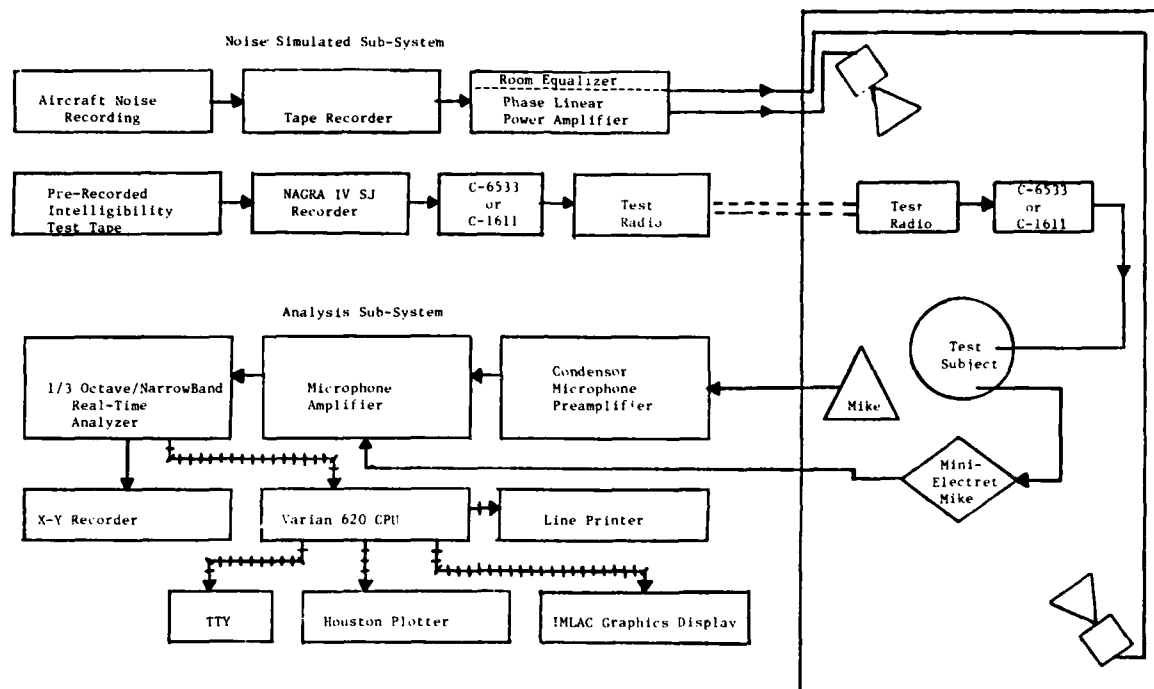 Noise Simulated Sub-System
Aircraft Noise
Recording
Tape Recorder
Room Equalizer
Phase Linear
Power Amplifier
Pre-Recorded
Intelligibility
Test Tape
NAGRA IV SJ
Recorder
C-6533
or
C-1611
Test
Radio
Test
Radio
C-6533
or
C-1611
Analysis Sub-System
1/3 Octave/NarrowBand
Real-Time
Analyzer
Microphone
Amplifier
Condensor
Microphone
Preamplifier
Mike
Test
Subject
Mini-
Electret
Mike
X-Y Recorder
Varian 620 CPU
Line Printer
TTY
Houston Plotter
IMLAC Graphics Display